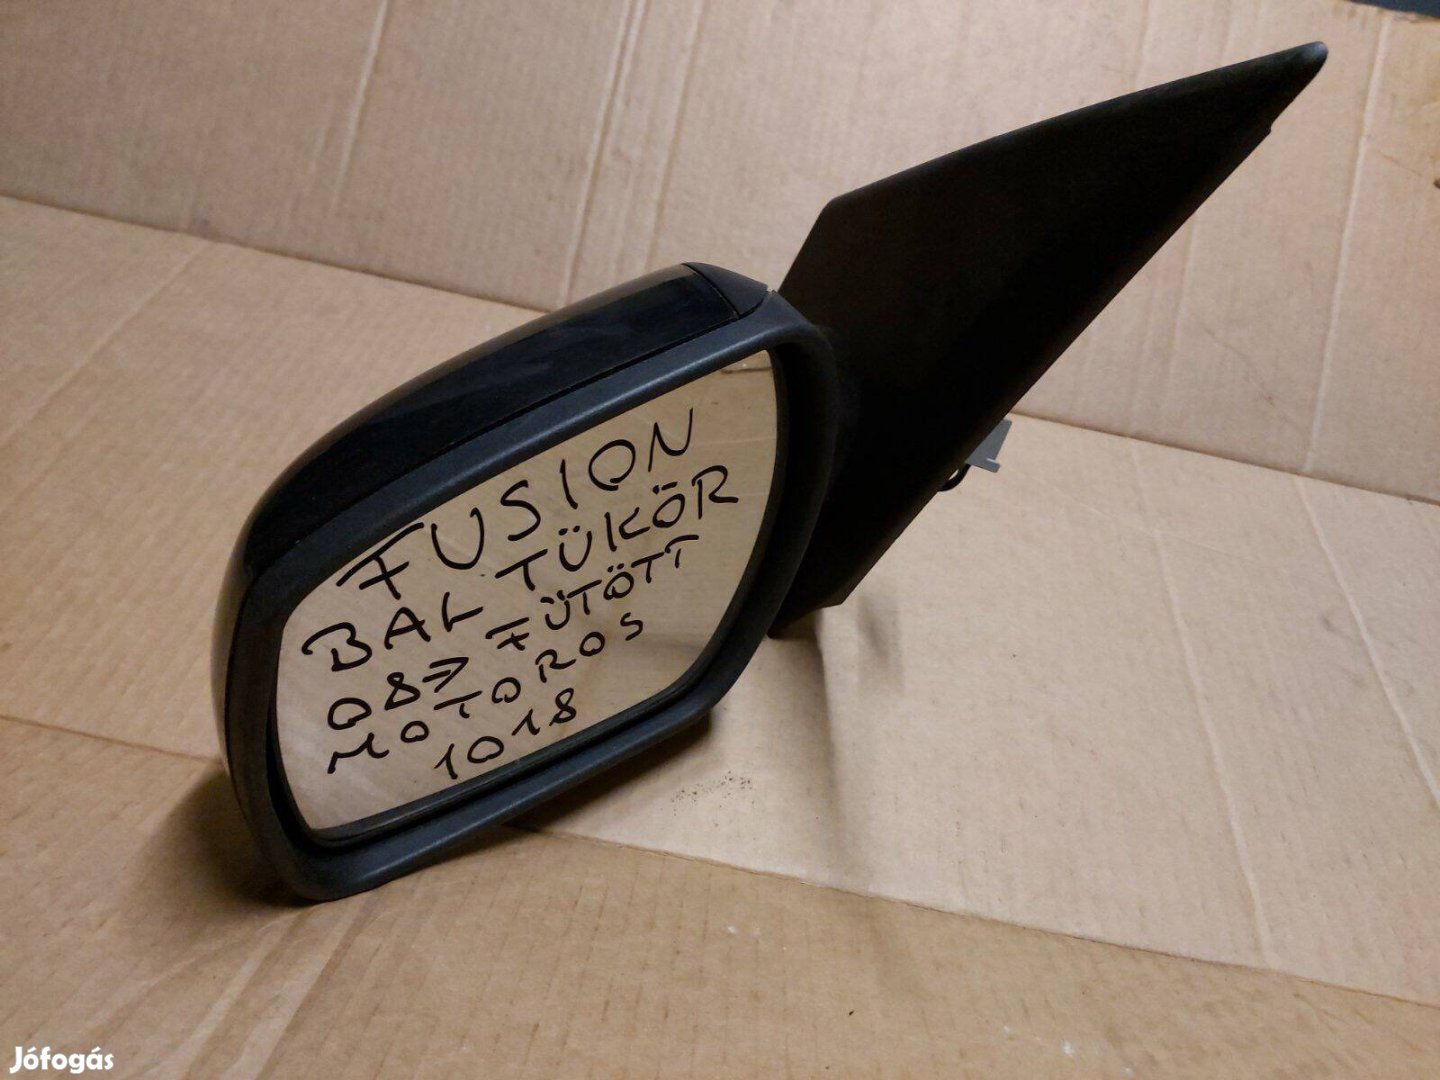 FUSION
BAL TÜKÖR
08=> FŰTÖTT
MOTOROS
1018
Jófogás